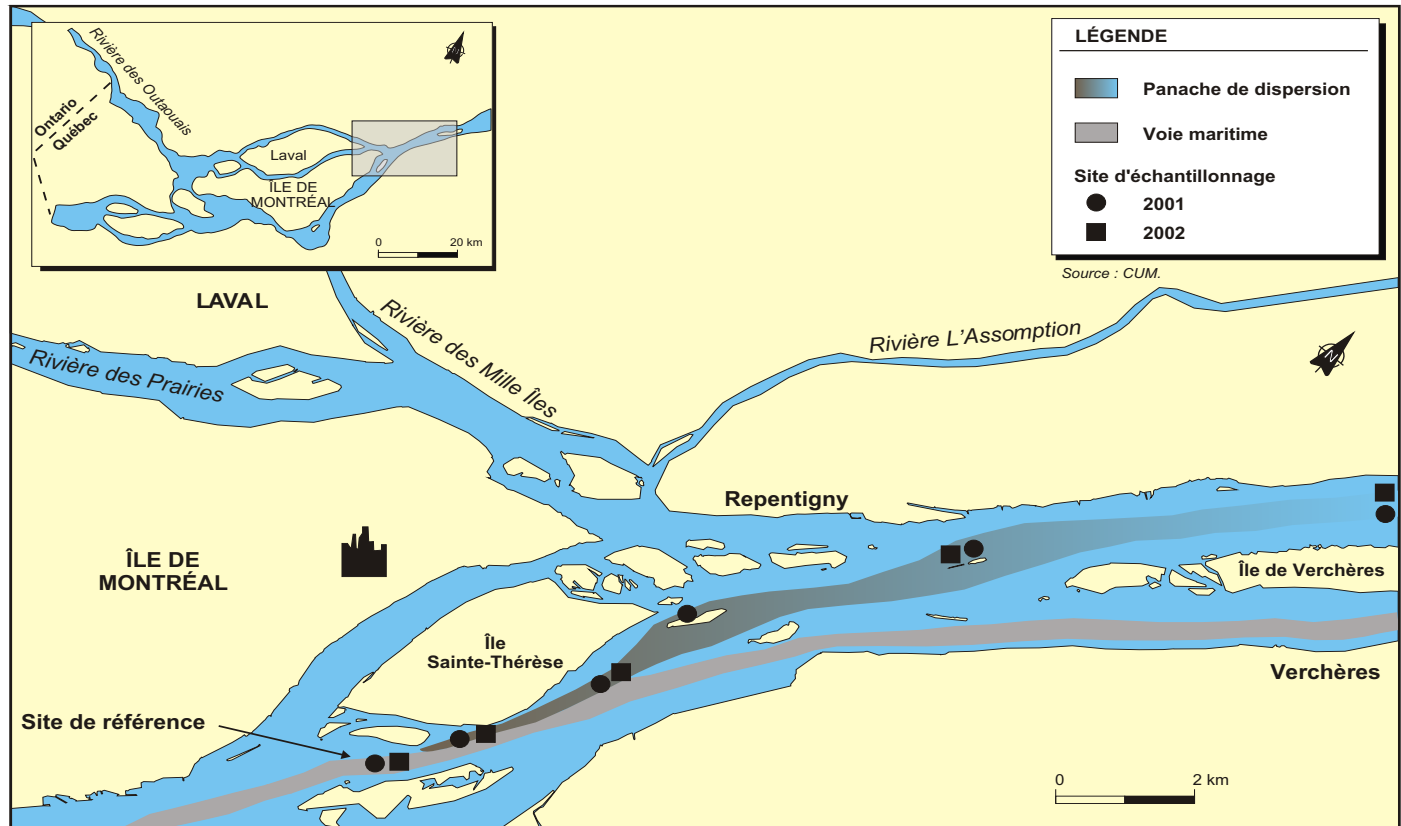 Rivière des Outaouais
Ontario
Québec
Laval
ÎLE DE
MONTRÉAL
0 20 km
LÉGENDE
Panache de dispersion
Voie maritime
Site d'échantillonnage
2001
2002
Source : CUM.
LAVAL
Rivière des Mille Îles
Rivière L'Assomption
N
Rivière des Prairies
Repentigny
ÎLE DE
MONTRÉAL
Île de Verchères
Île
Sainte-Thérèse
Verchères
Site de référence
0 2 km